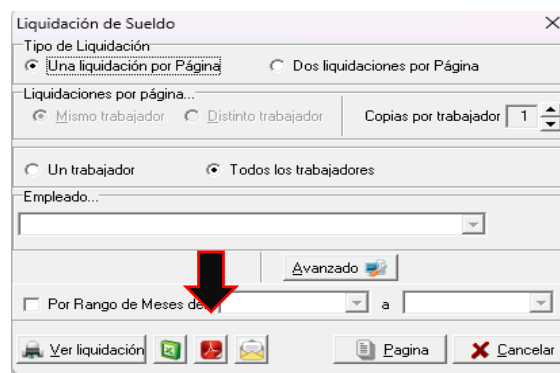 Liquidación de Sueldo
Tipo de Liquidación
Una liquidación por Página Dos liquidaciones por Página
Liquidaciones por página...
Mismo trabajador Distinto trabajador Copias por trabajador 1
Un trabajador Todos los trabajadores
Empleado...
Avanzado
Por Rango de Meses de a
Ver liquidación Pagina Cancelar